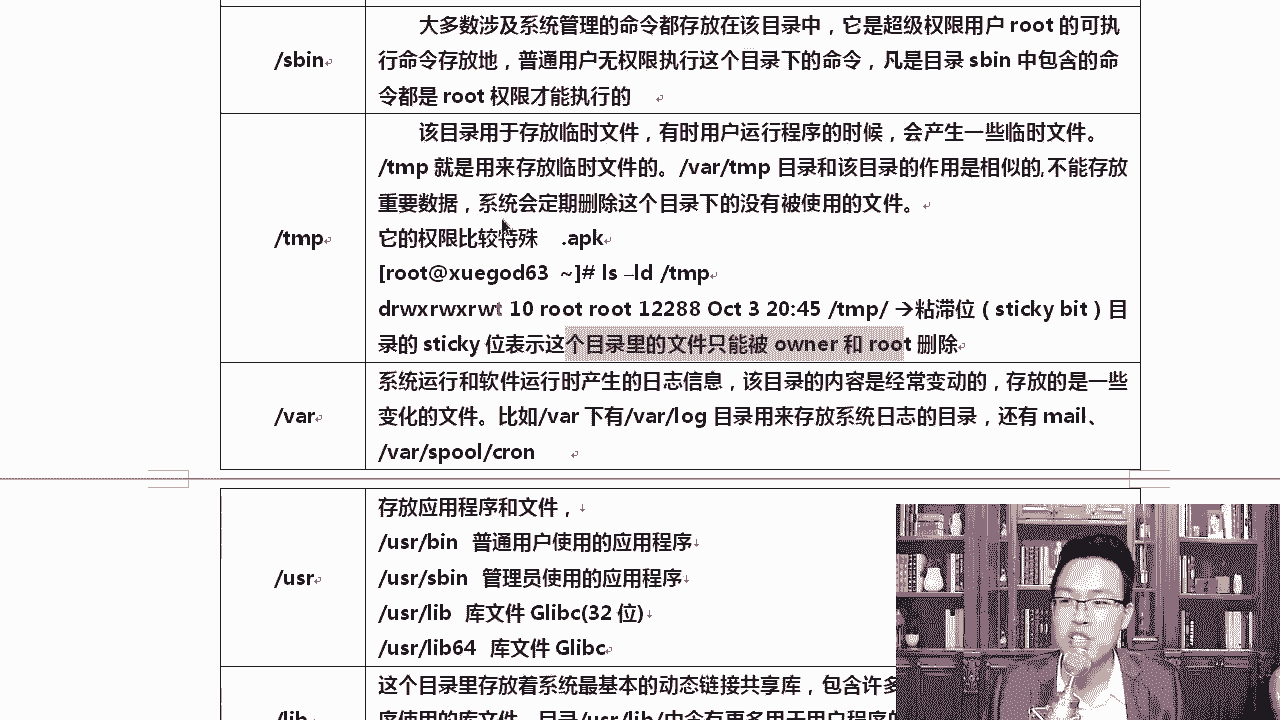 大多数涉及系统管理的命令都存放在该目录中，它是超级权限用户 root 的可执
/sbin
行命令存放地，普通用户无权限执行这个目录下的命令，凡是目录 sbin 中包含的命
令都是 root 权限才能执行的
该目录用于存放临时文件，有时用户运行程序的时候，会产生一些临时文件。
/tmp 就是用来存放临时文件的。/var/tmp 目录和该目录的作用是相似的,不能存放
重要数据，系统会定期删除这个目录下的没有被使用的文件。
/tmp
它的权限比较特殊 .apk
[root@xuegod63 ~]# ls –ld /tmp
drwxrwxrwt 10 root root 12288 Oct 3 20:45 /tmp/ →粘滞位（sticky bit）目
录的 sticky 位表示这个目录里的文件只能被 owner 和 root 删除
系统运行和软件运行时产生的日志信息，该目录的内容是经常变动的，存放的是一些
/var
变化的文件。比如/var 下有/var/log 目录用来存放系统日志的目录，还有 mail、
/var/spool/cron
存放应用程序和文件，
/usr/bin 普通用户使用的应用程序
/usr
/usr/sbin 管理员使用的应用程序
/usr/lib 库文件 Glibc(32 位)
/usr/lib64 库文件 Glibc
这个目录里存放着系统最基本的动态链接共享库，包含许多
/lib
序使用的库文件。目录/usr/lib/中含有更多用于用户程序的